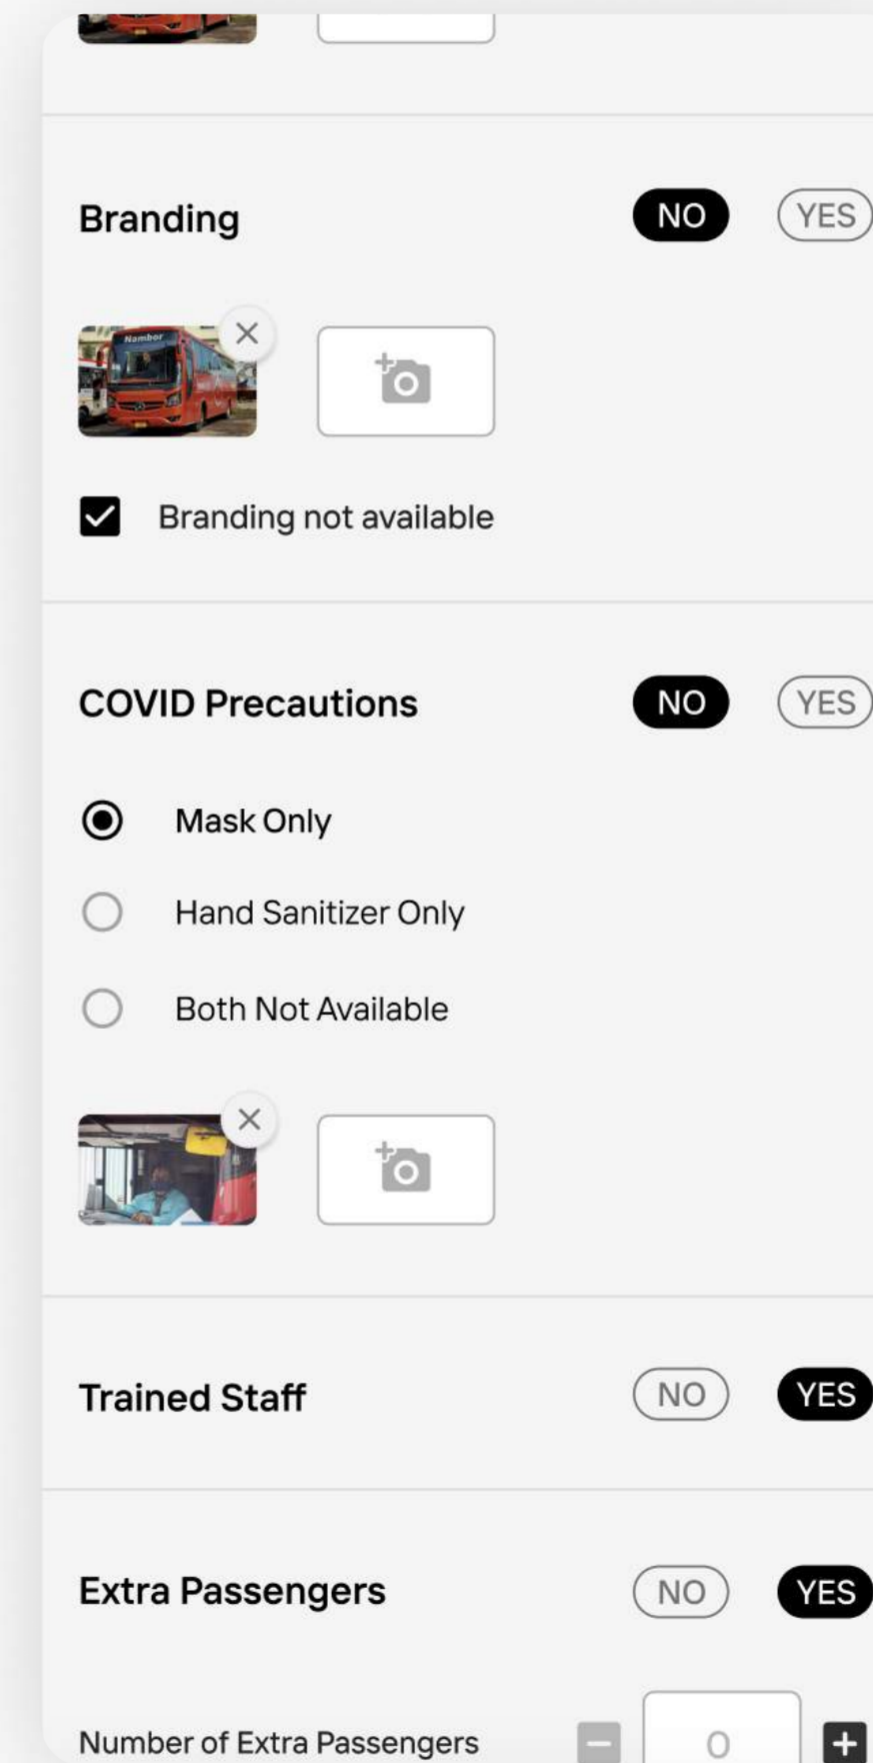 Branding
NO
YES
Nambor
Branding not available
COVID Precautions
NO
YES
Mask Only
Hand Sanitizer Only
Both Not Available
Trained Staff
NO
YES
Extra Passengers
NO
YES
Number of Extra Passengers
0